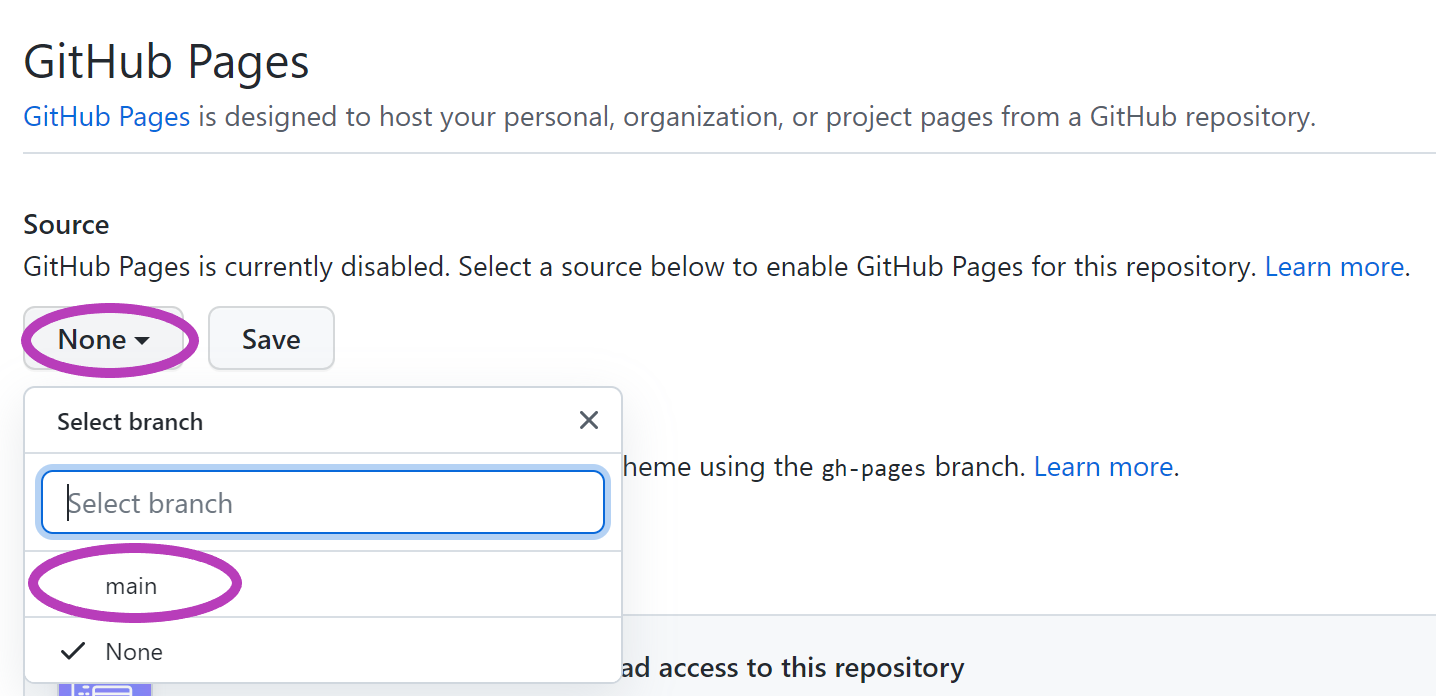 GitHub Pages
GitHub Pages is designed to host your personal, organization, or project pages from a GitHub repository.
Source
GitHub Pages is currently disabled. Select a source below to enable GitHub Pages for this repository. Learn more.
None Save
Select branch
heme using the gh-pages branch. Learn more.
Select branch
main
None
ad access to this repository